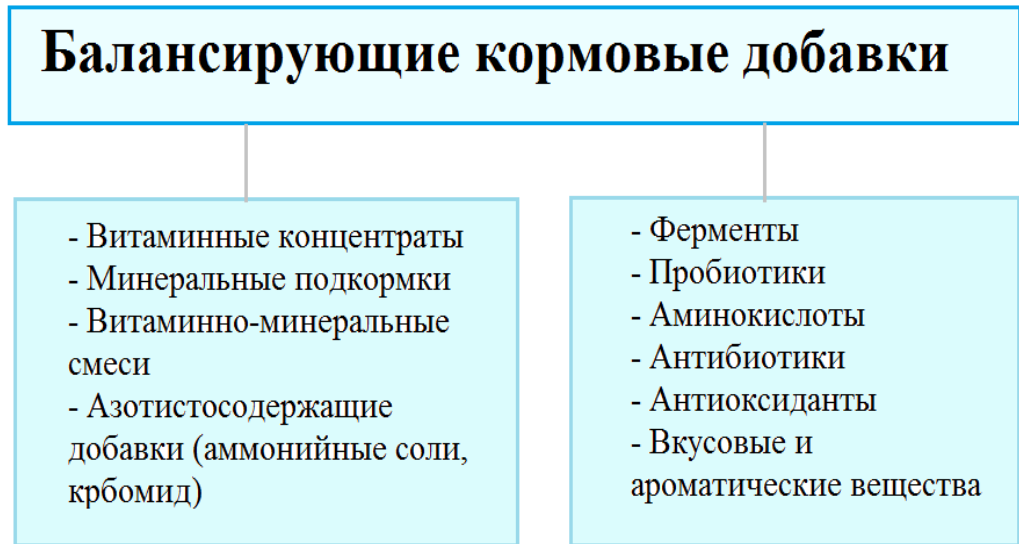 Балансирующие кормовые добавки
- Витаминные концентраты
- Минеральные подкормки
- Витаминно-минеральные
смеси
- Азотистосодержащие
добавки (аммонийные соли,
крбомид)
- Ферменты
- Пробиотики
- Аминокислоты
- Антибиотики
- Антиоксиданты
- Вкусовые и
ароматические вещества